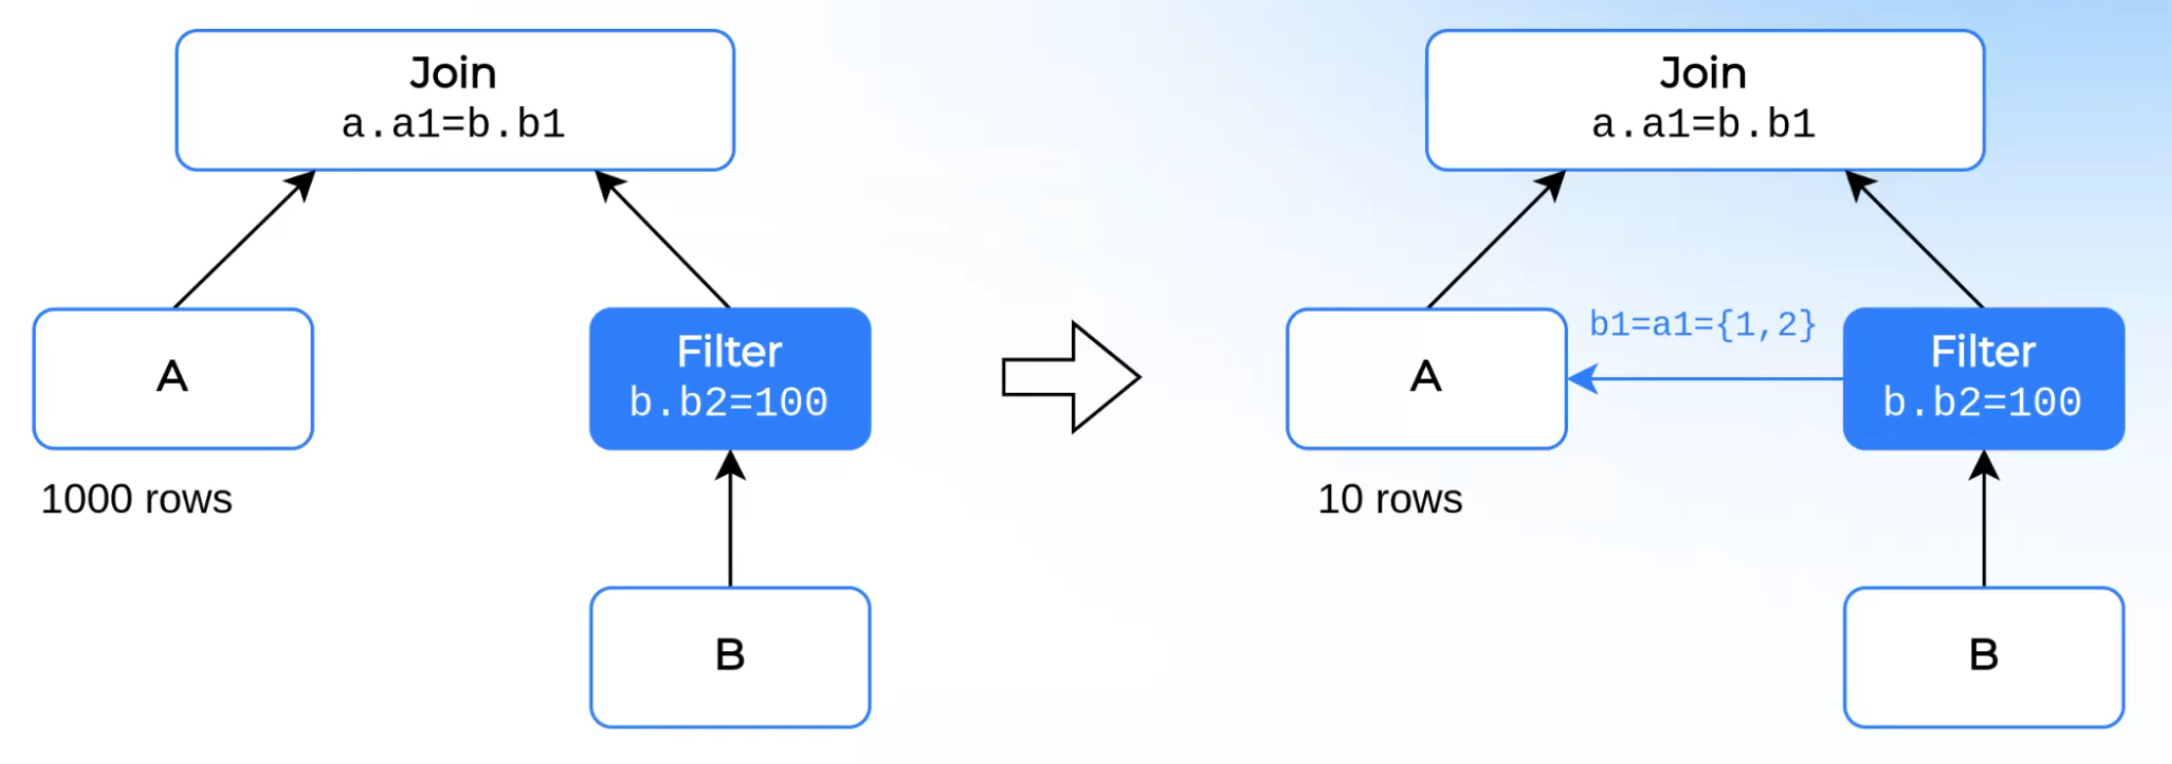 Join
a.a1=b.b1
A
Filter
b.b2=100
1000 rows
B
Join
a.a1=b.b1
A
b1=a1={1,2}
Filter
b.b2=100
10 rows
B